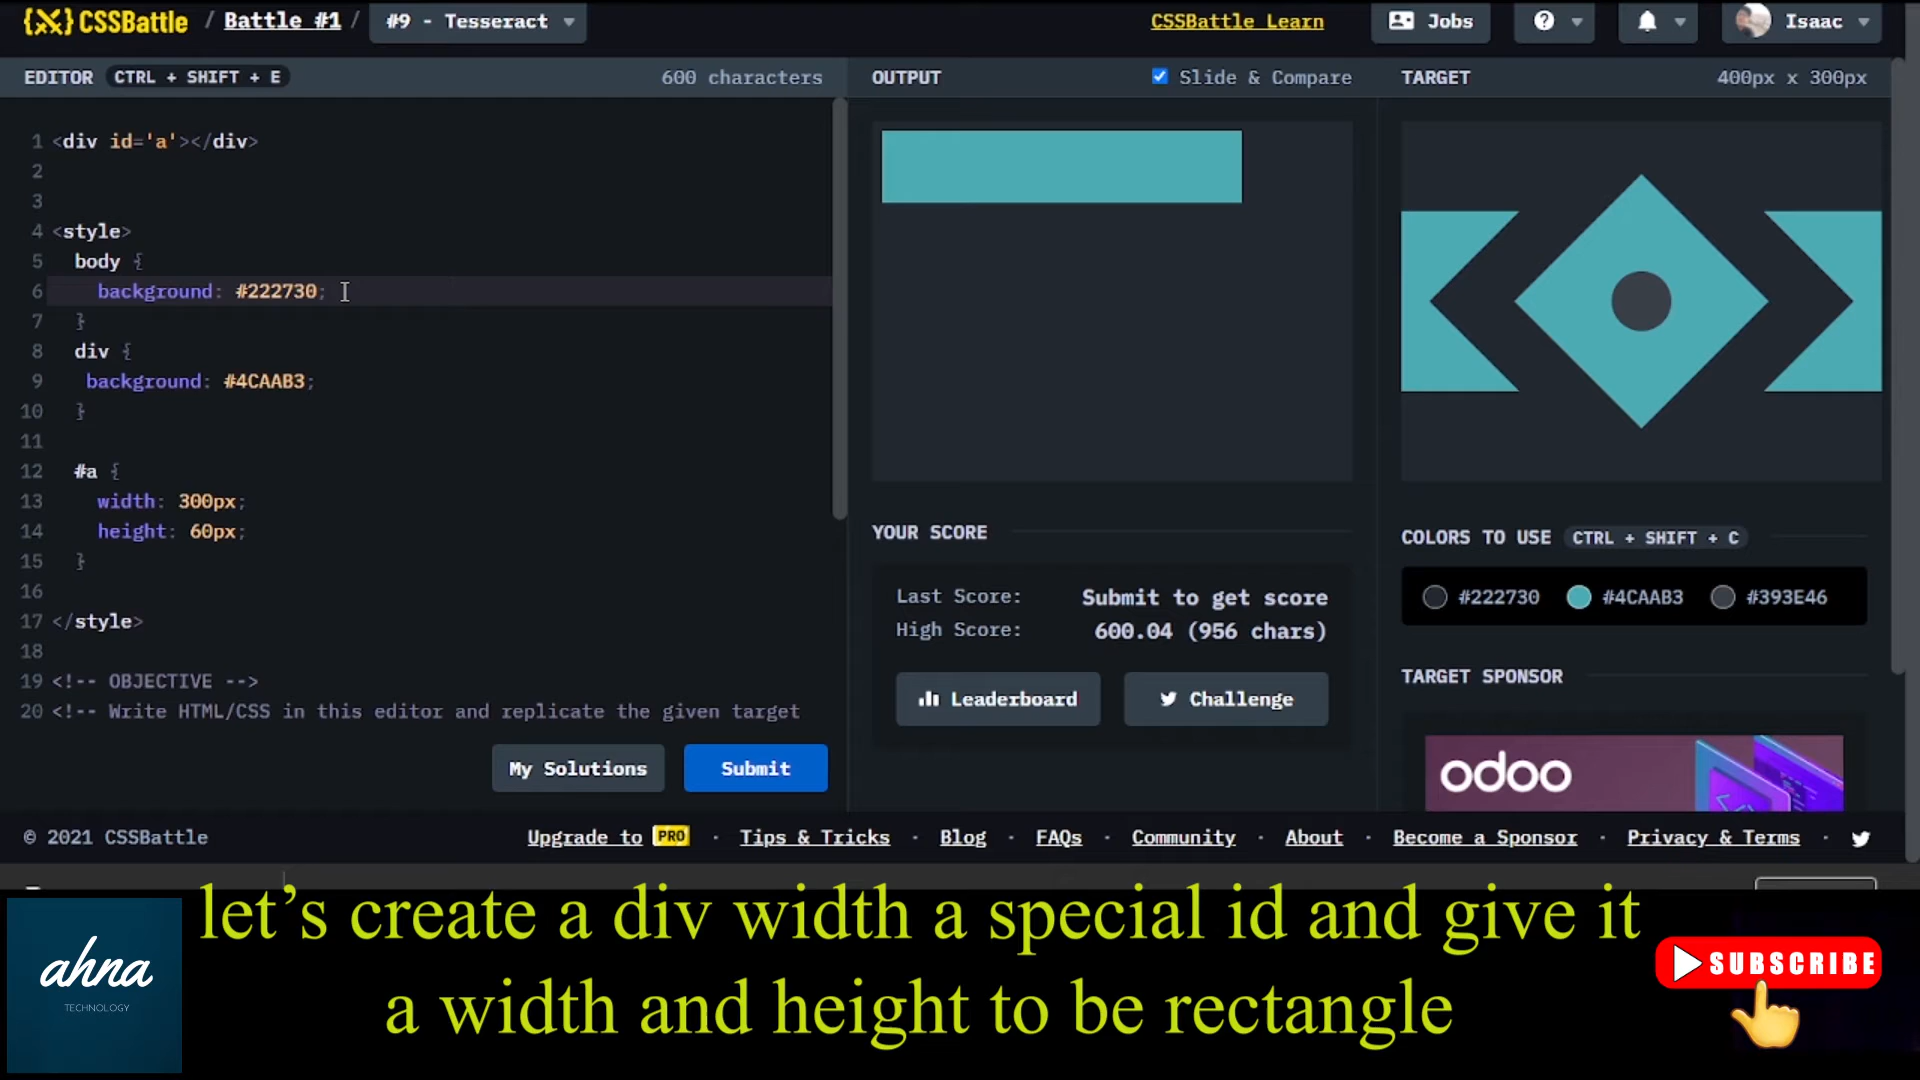 {X} CSSBattle / Battle #1 / #9 - Tesseract
CSSBattle Learn Jobs Isaac
EDITOR CTRL + SHIFT + E 600 characters
OUTPUT Slide & Compare
TARGET 400px x 300px
1 <div id='a'></div>
2
3
4 <style>
5 body {
6 background: #222730;
7 }
8 div {
9 background: #4CAAB3;
10 }
11
12 #a {
13 width: 300px;
14 height: 60px;
15 }
16
17 </style>
18
19 <!-- OBJECTIVE -->
20 <!-- Write HTML/CSS in this editor and replicate the given target
My Solutions Submit
YOUR SCORE
Last Score: Submit to get score
High Score: 600.04 (956 chars)
Leaderboard Challenge
COLORS TO USE CTRL + SHIFT + C
#222730 #4CAAB3 #393E46
TARGET SPONSOR
odoo
© 2021 CSSBattle
Upgrade to PRO · Tips & Tricks · Blog · FAQs · Community · About · Become a Sponsor · Privacy & Terms ·
let's create a div width a special id and give it
a width and height to be rectangle
ahna
TECHNOLOGY
SUBSCRIBE